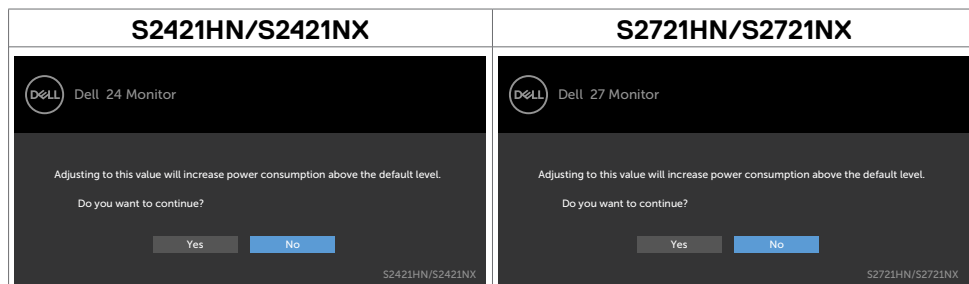 S2421HN/S2421NX
S2721HN/S2721NX
DELL Dell 24 Monitor
Adjusting to this value will increase power consumption above the default level.
Do you want to continue?
Yes No
S2421HN/S2421NX
DELL Dell 27 Monitor
Adjusting to this value will increase power consumption above the default level.
Do you want to continue?
Yes No
S2721HN/S2721NX